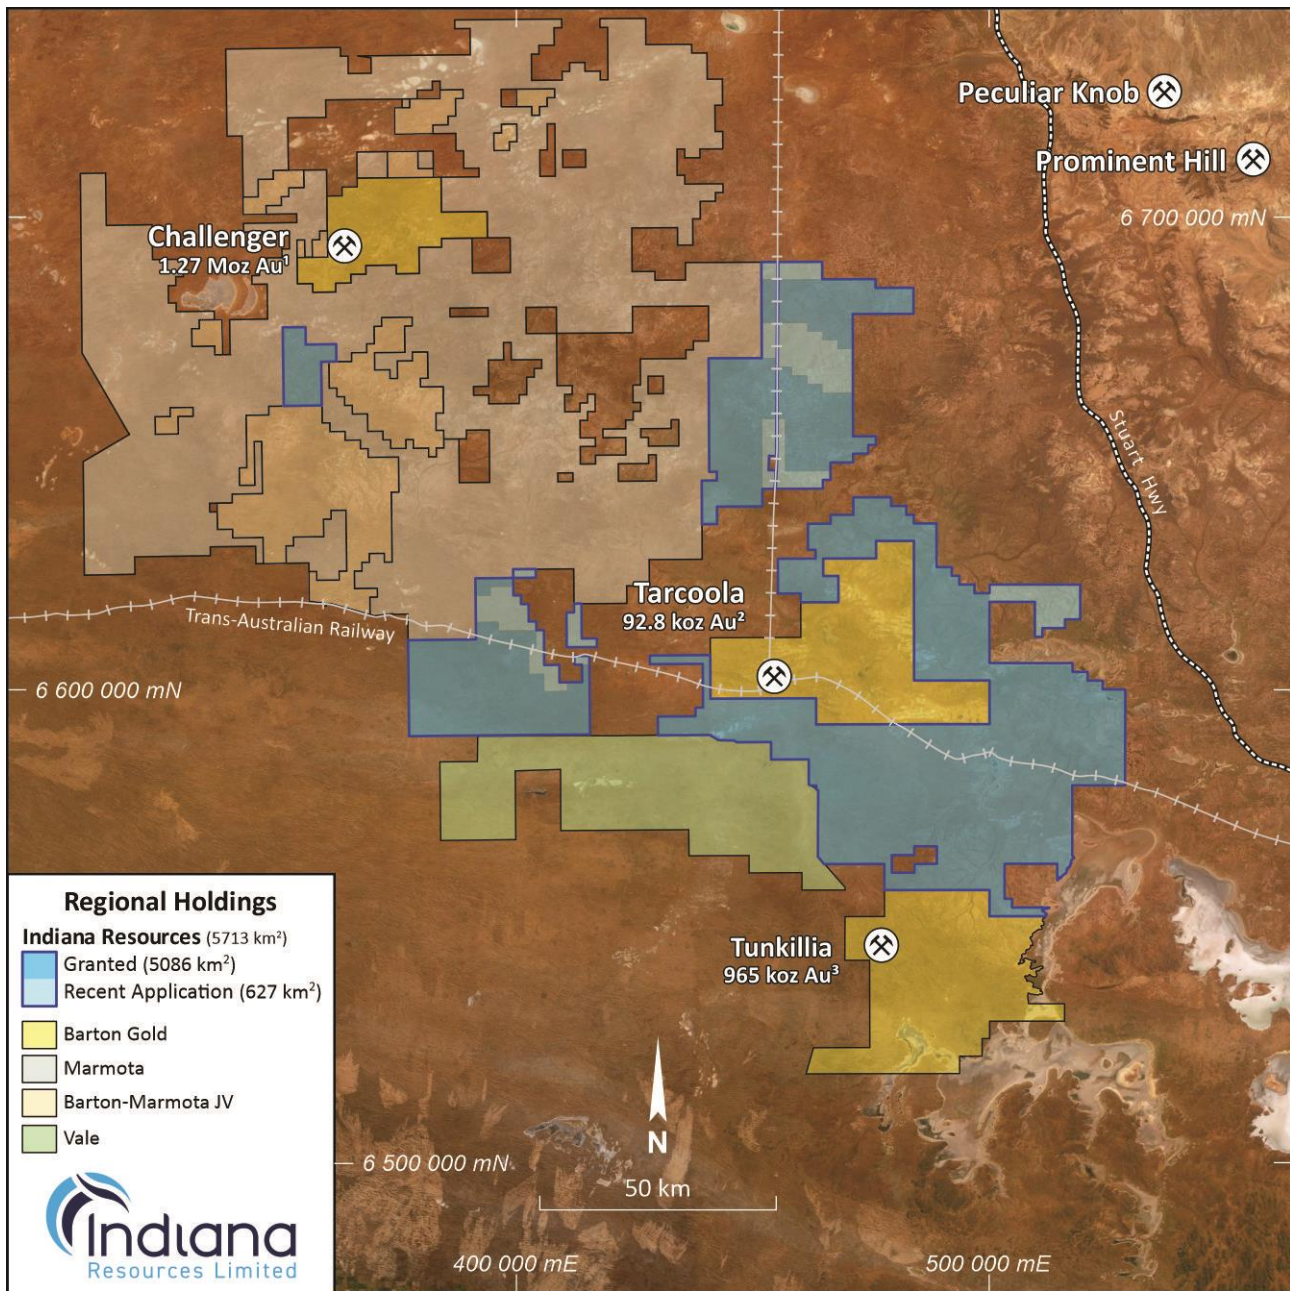 Peculiar Knob
Prominent Hill
6 700 000 mN
Challenger
1.27 Moz Au¹
Stuart Hwy
Tarcoola
92.8 koz Au²
Trans-Australian Railway
6 600 000 mN
Tunkillia
965 koz Au³
Regional Holdings
Indiana Resources (5713 km²)
Granted (5086 km²)
Recent Application (627 km²)
Barton Gold
Marmota
Barton-Marmota JV
Vale
Indiana
Resources Limited
N
6 500 000 mN
50 km
400 000 mE
500 000 mE